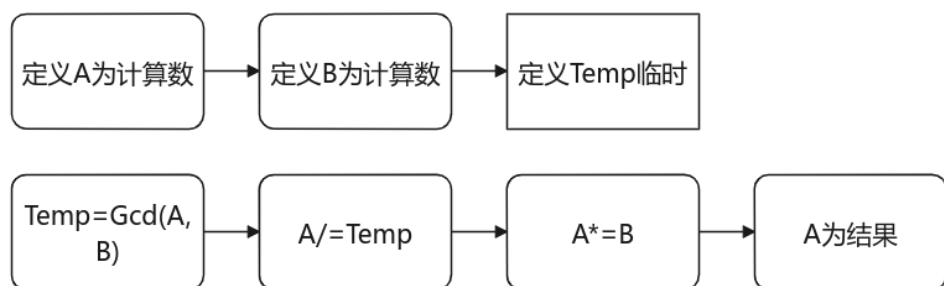 定义A为计算数
定义B为计算数
定义Temp临时
Temp=Gcd(A,
B)
A/=Temp
A*=B
A为结果